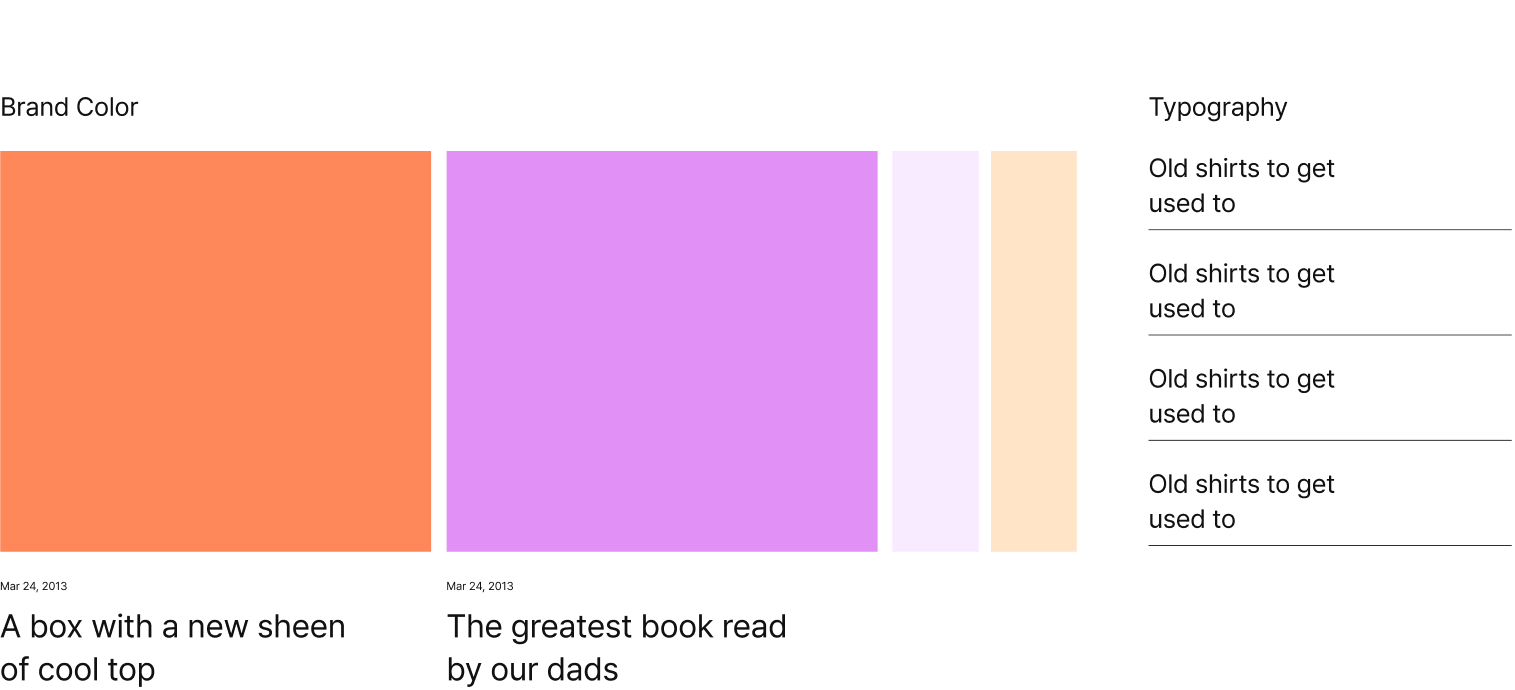 Brand Color
Mar 24, 2013
A box with a new sheen
of cool top
Mar 24, 2013
The greatest book read
by our dads
Typography
Old shirts to get
used to
Old shirts to get
used to
Old shirts to get
used to
Old shirts to get
used to